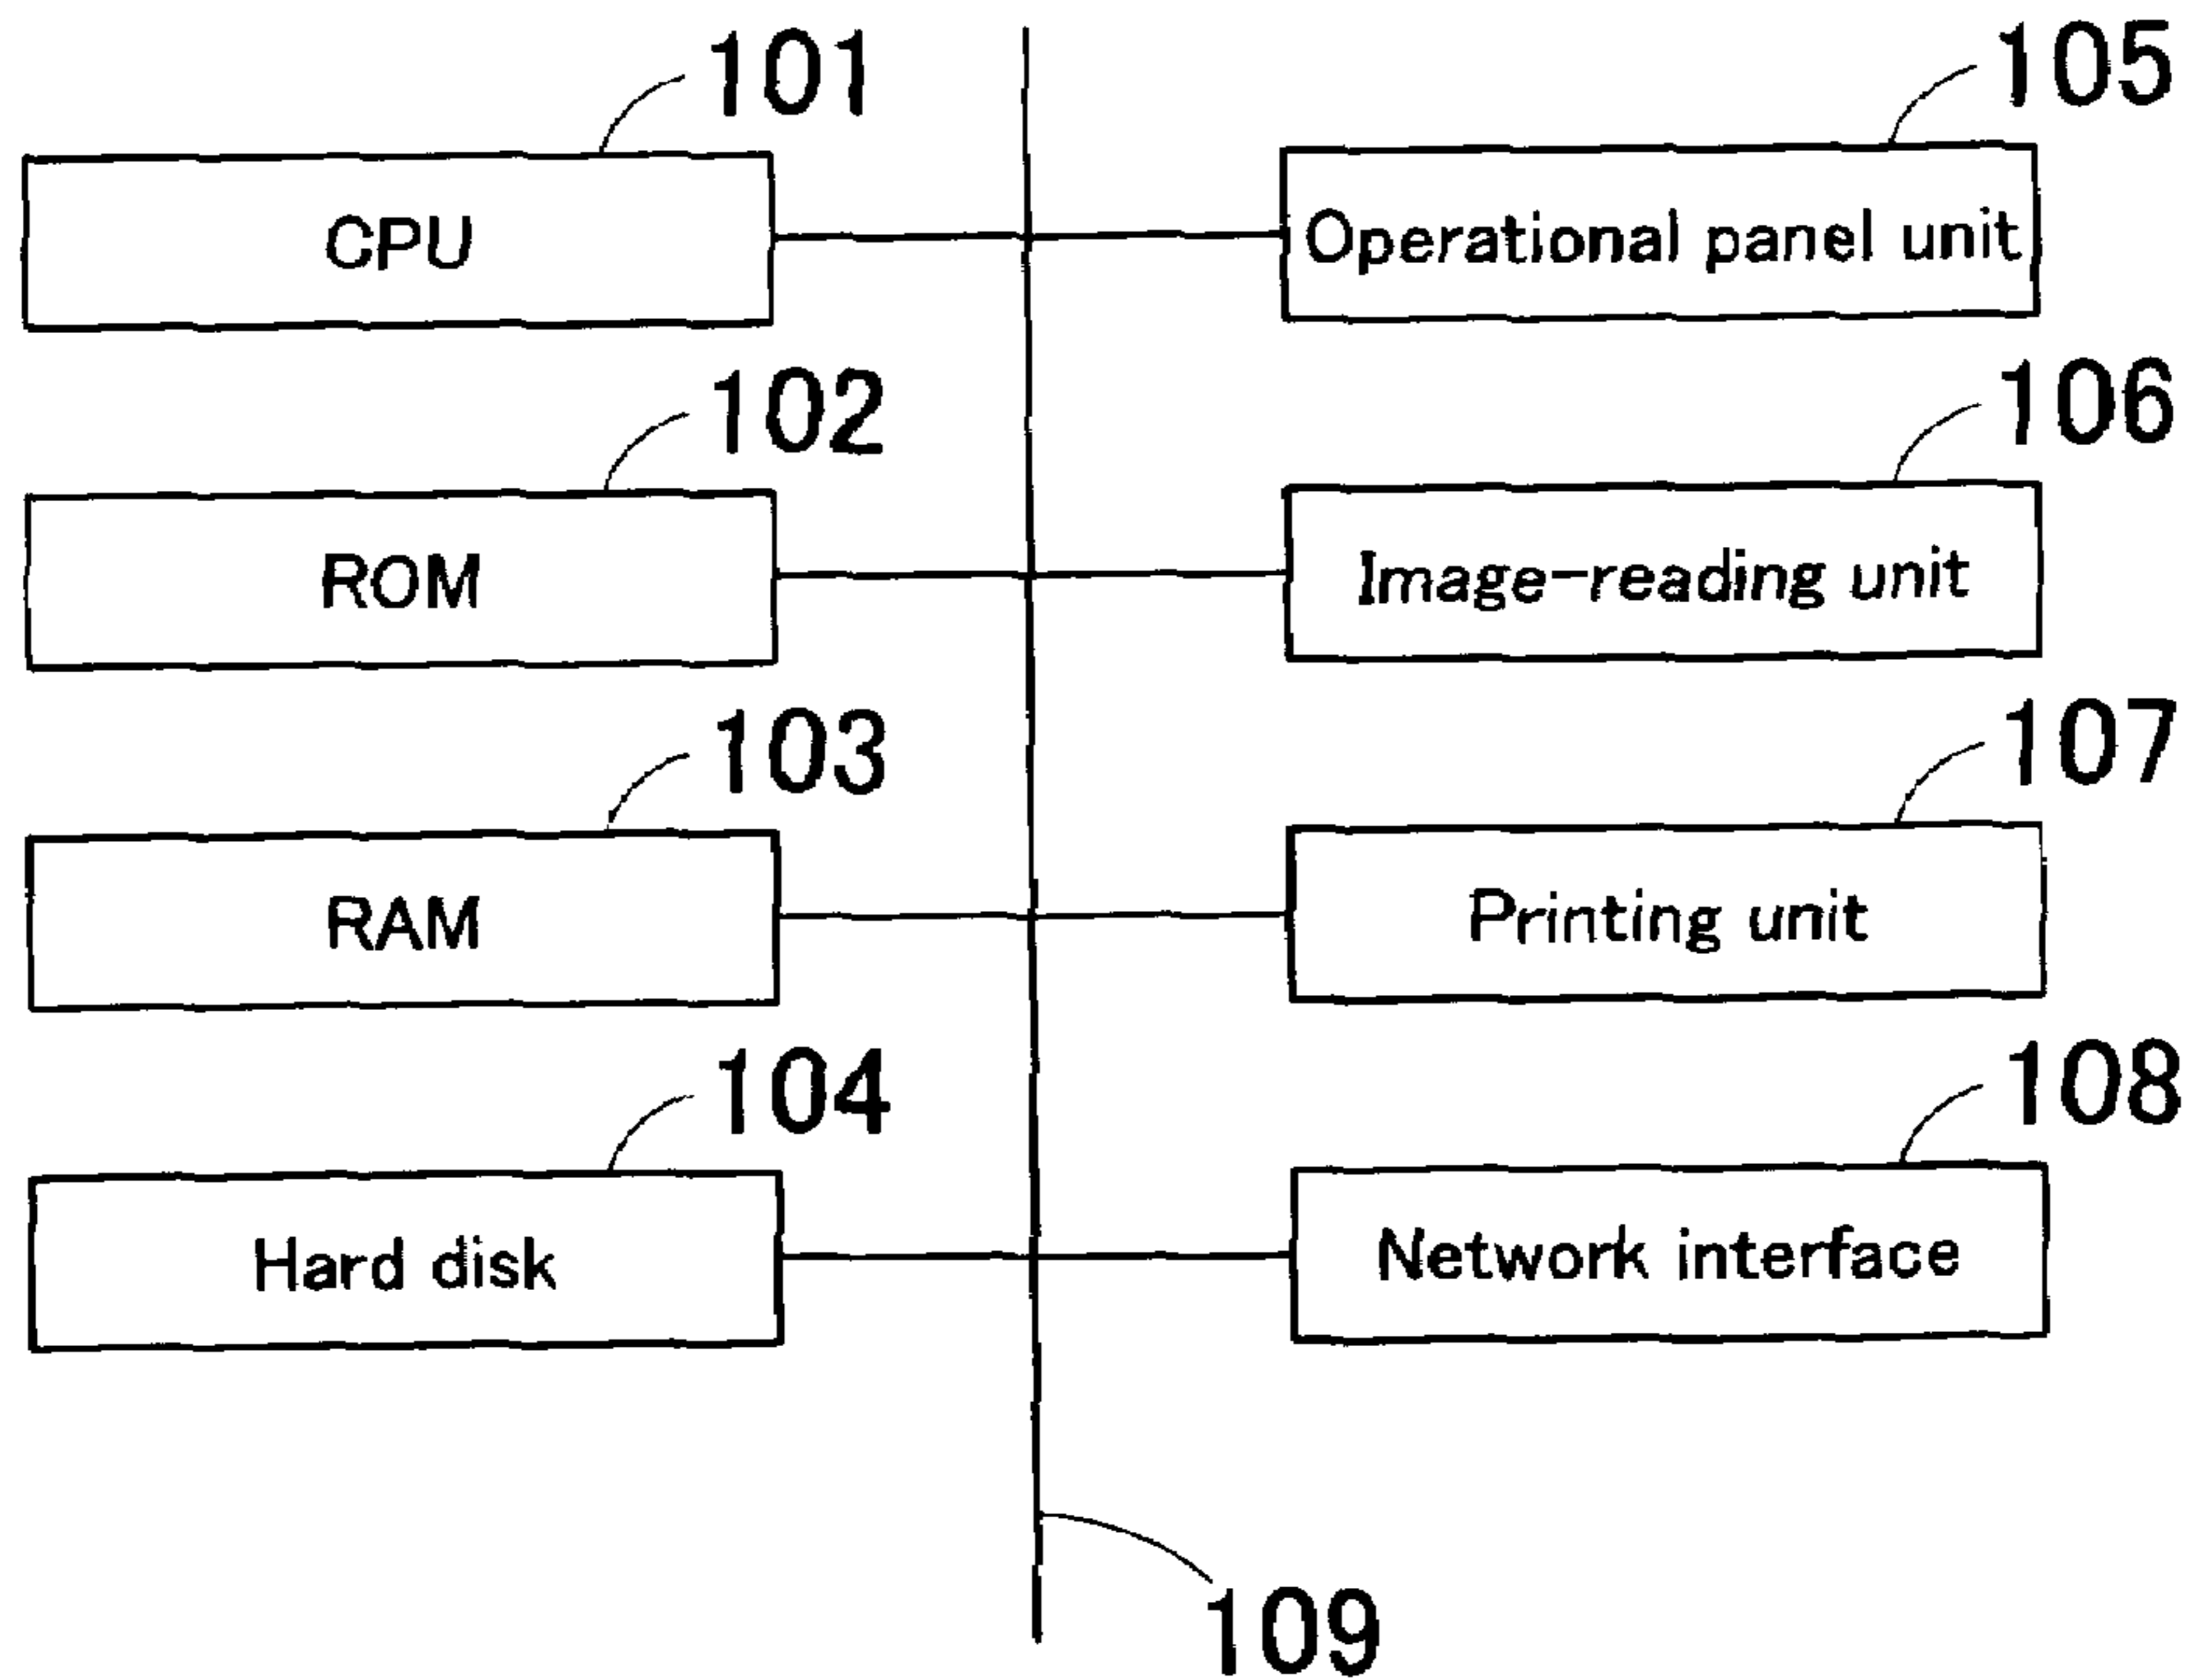 101
105
CPU
Operational panel unit
102
106
ROM
Image-reading unit
103
107
RAM
Printing unit
104
108
Hard disk
Network interface
109